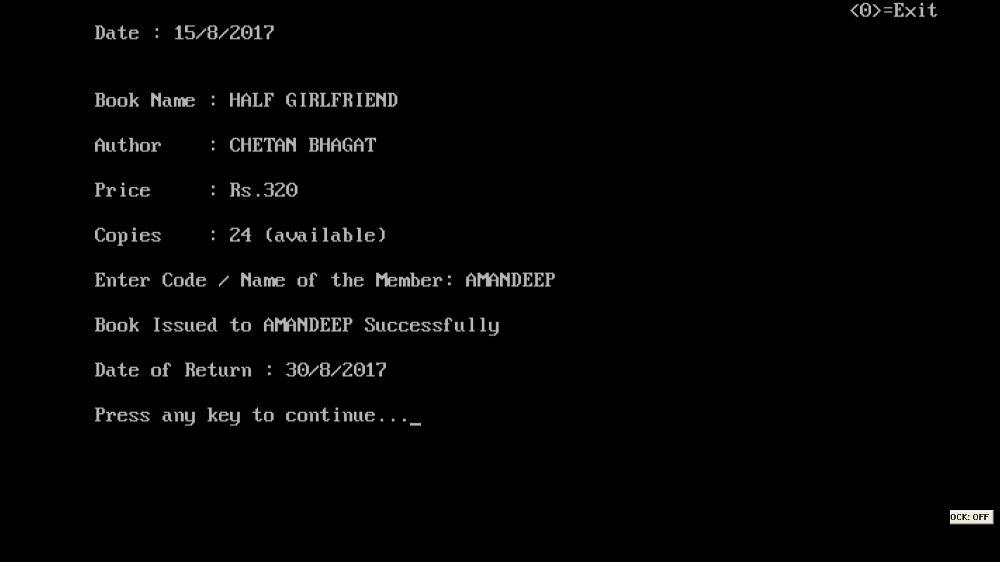 <0>=Exit
Date : 15/8/2017
Book Name : HALF GIRLFRIEND
Author : CHETAN BHAGAT
Price : Rs.320
Copies : 24 (available)
Enter Code / Name of the Member: AMANDEEP
Book Issued to AMANDEEP Successfully
Date of Return : 30/8/2017
Press any key to continue..._
OCK: OFF